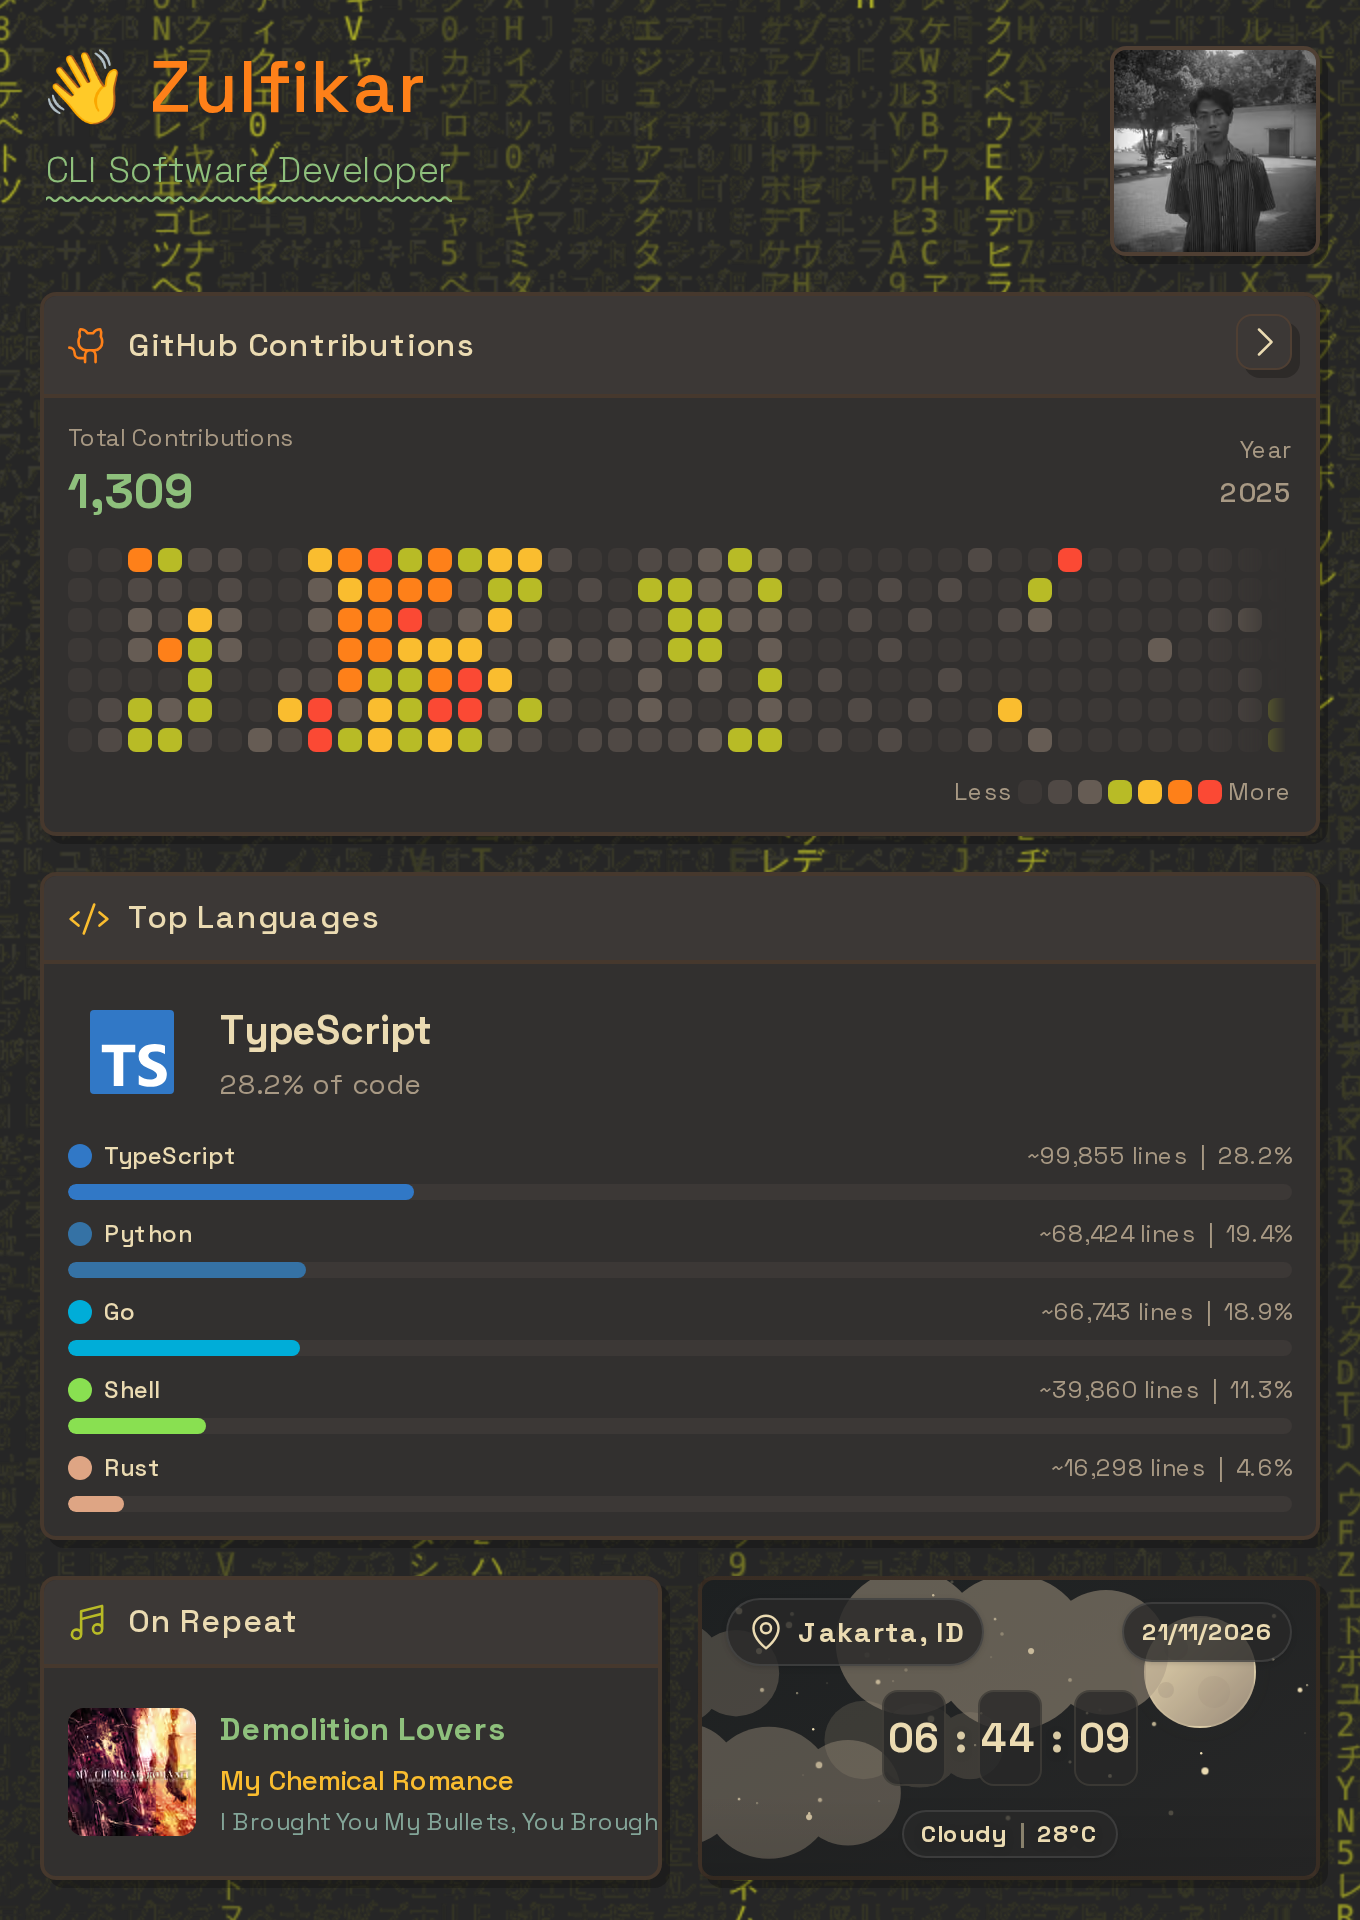 👋 Zulfikar
CLI Software Developer
GitHub Contributions
Total Contributions
1,309
Year
2025
Less
More
Top Languages
TS
TypeScript
28.2% of code
TypeScript
~99,855 lines | 28.2%
Python
~68,424 lines | 19.4%
Go
~66,743 lines | 18.9%
Shell
~39,860 lines | 11.3%
Rust
~16,298 lines | 4.6%
On Repeat
MY CHEMICAL ROMANCE
Demolition Lovers
My Chemical Romance
I Brought You My Bullets, You Brough
Jakarta, ID
21/11/2026
06 : 44 : 09
Cloudy | 28°C